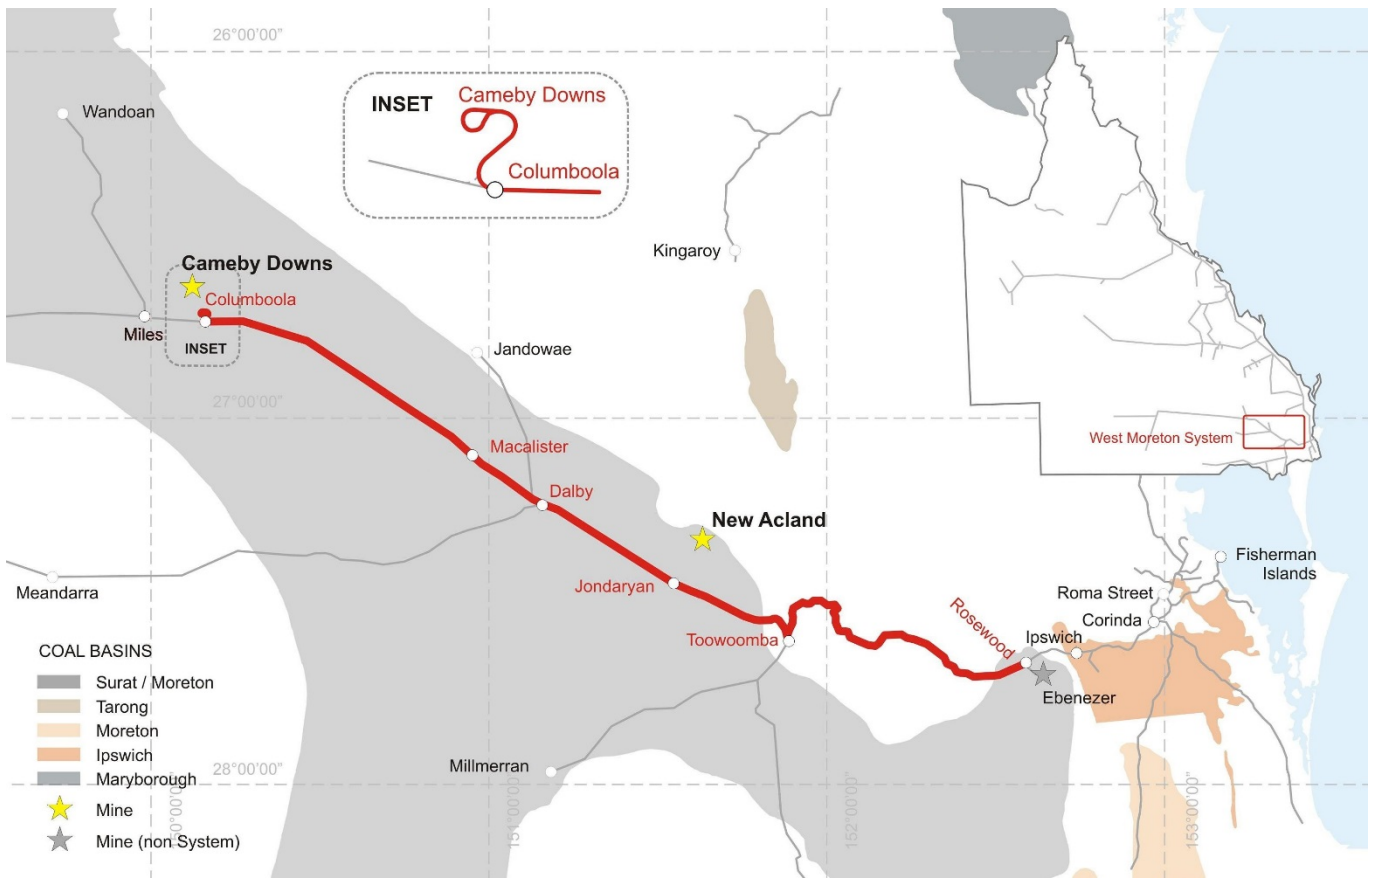 26°00'00"
Wandoan
INSET
Cameby Downs
Columboola
Kingaroy
Cameby Downs
Columboola
Miles
INSET
Jandowae
27°00'00"
Macalister
West Moreton System
Dalby
New Acland
Fisherman
Islands
Meandarra
Jondaryan
Roma Street
Corinda
Toowoomba
Rosewood
Ipswich
Ebenezer
COAL BASINS
Surat / Moreton
Tarong
Moreton
Ipswich
Maryborough
Mine
Mine (non System)
Millmerran
28°00'00"
150°00'00"
151°00'00"
152°00'00"
153°00'00"